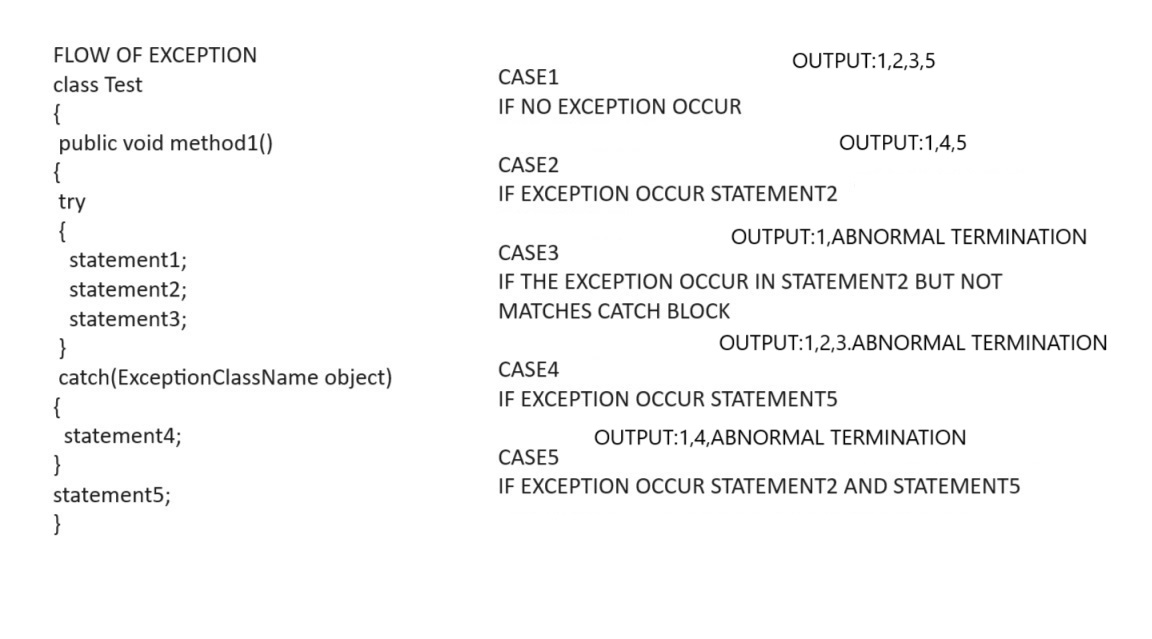 FLOW OF EXCEPTION
class Test
{
public void method1()
{
try
{
statement1;
statement2;
statement3;
}
catch(ExceptionClassName object)
{
statement4;
}
statement5;
}
OUTPUT:1,2,3,5
CASE1
IF NO EXCEPTION OCCUR
OUTPUT:1,4,5
CASE2
IF EXCEPTION OCCUR STATEMENT2
OUTPUT:1,ABNORMAL TERMINATION
CASE3
IF THE EXCEPTION OCCUR IN STATEMENT2 BUT NOT
MATCHES CATCH BLOCK
OUTPUT:1,2,3.ABNORMAL TERMINATION
CASE4
IF EXCEPTION OCCUR STATEMENT5
OUTPUT:1,4,ABNORMAL TERMINATION
CASE5
IF EXCEPTION OCCUR STATEMENT2 AND STATEMENT5